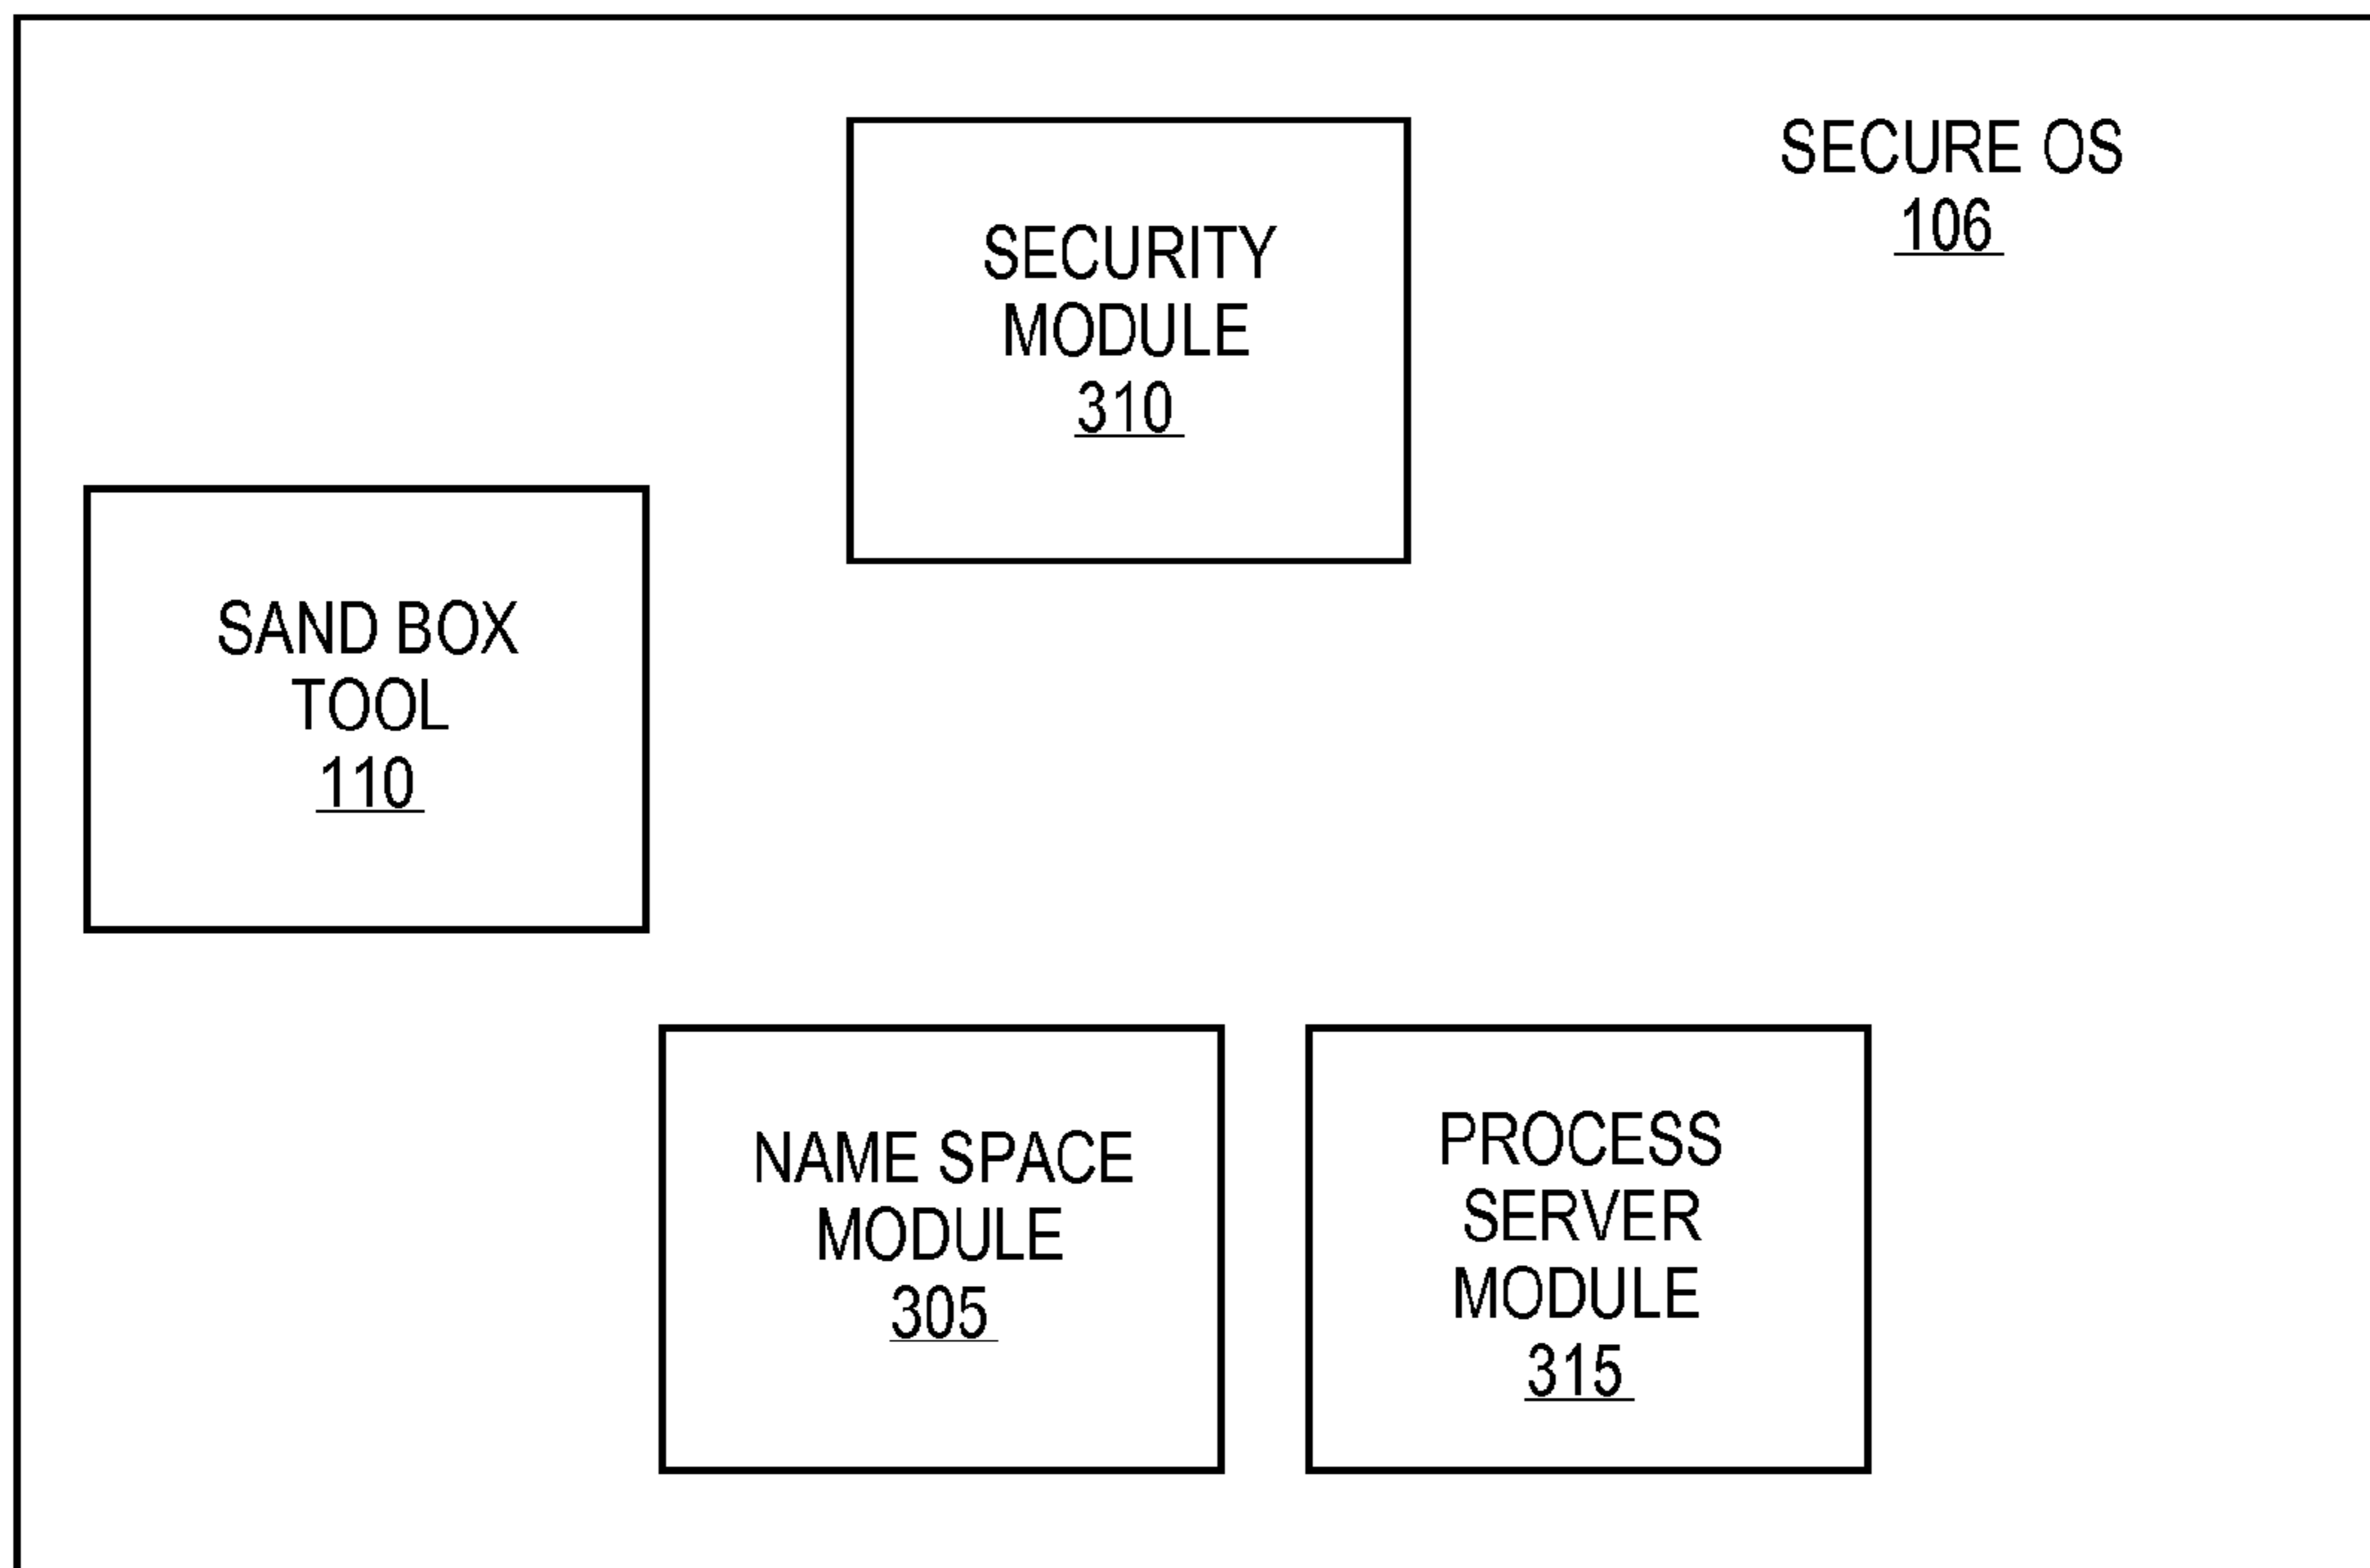 SECURE OS
106
SECURITY
MODULE
310
SAND BOX
TOOL
110
NAME SPACE
MODULE
305
PROCESS
SERVER
MODULE
315